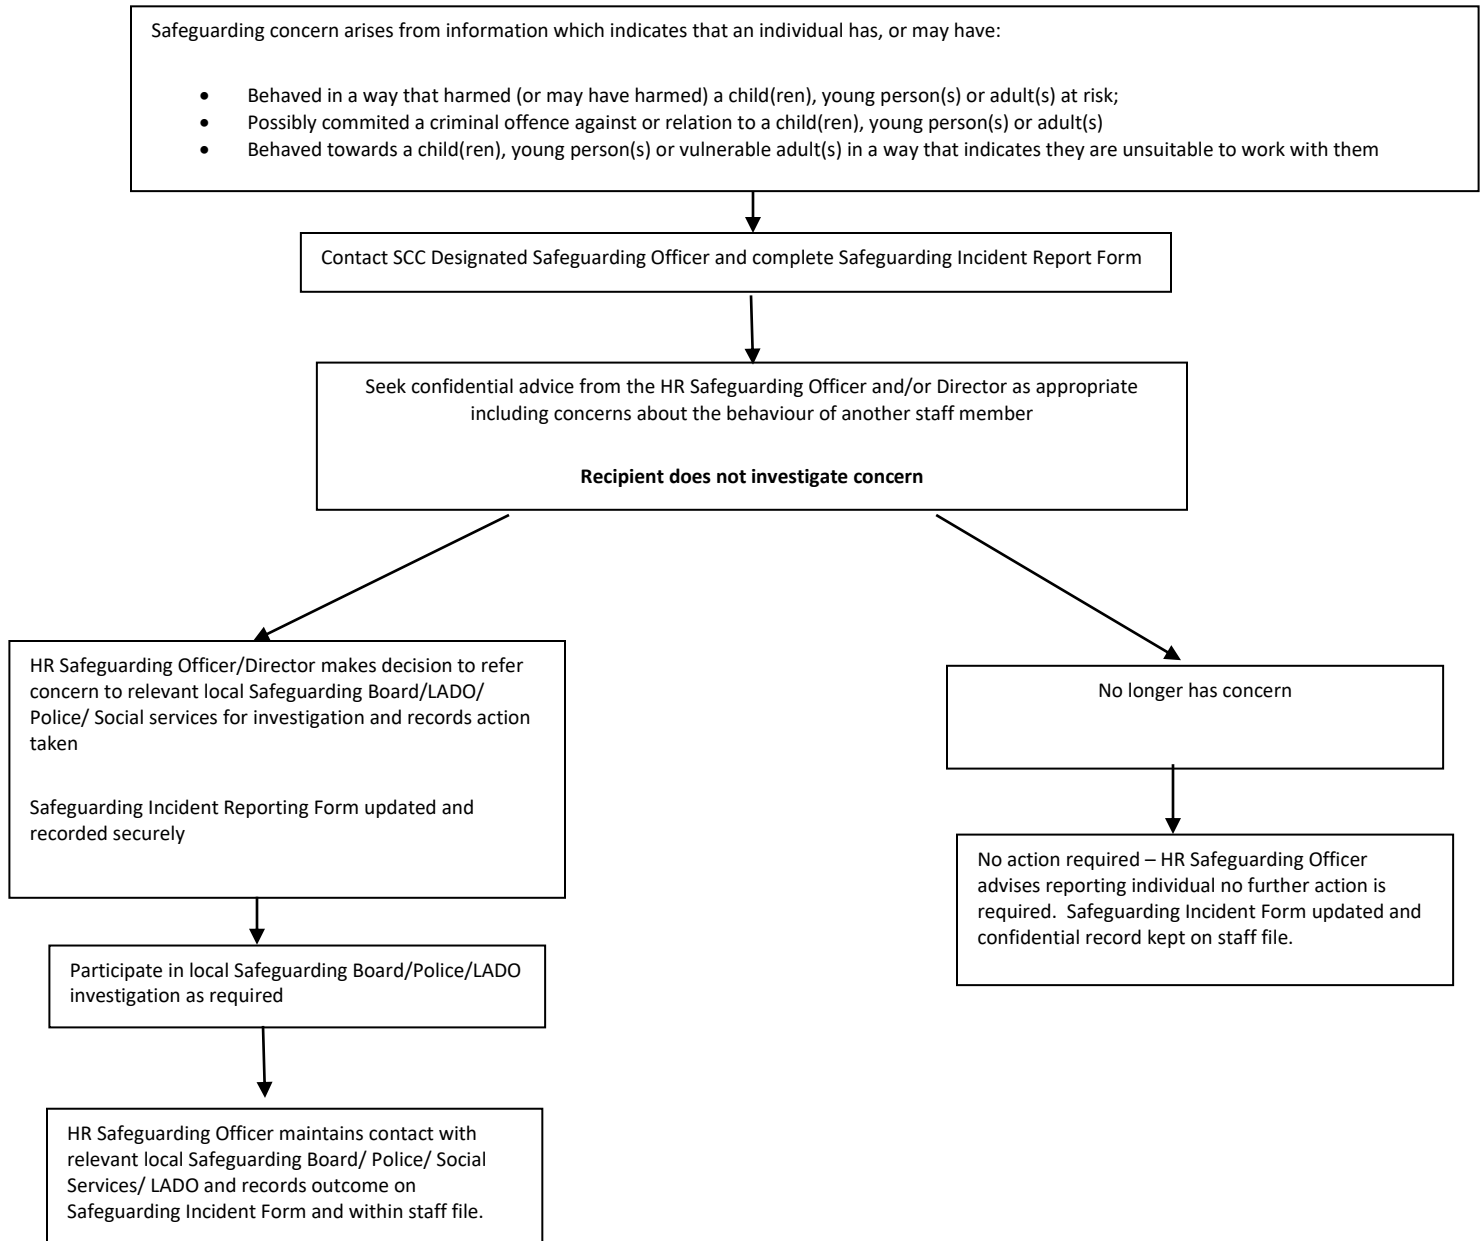 Safeguarding concern arises from information which indicates that an individual has, or may have:
• Behaved in a way that harmed (or may have harmed) a child(ren), young person(s) or adult(s) at risk;
• Possibly commited a criminal offence against or relation to a child(ren), young person(s) or adult(s)
• Behaved towards a child(ren), young person(s) or vulnerable adult(s) in a way that indicates they are unsuitable to work with them
Contact SCC Designated Safeguarding Officer and complete Safeguarding Incident Report Form
Seek confidential advice from the HR Safeguarding Officer and/or Director as appropriate
including concerns about the behaviour of another staff member
Recipient does not investigate concern
HR Safeguarding Officer/Director makes decision to refer
concern to relevant local Safeguarding Board/LADO/
Police/ Social services for investigation and records action
taken
Safeguarding Incident Reporting Form updated and
recorded securely
Participate in local Safeguarding Board/Police/LADO
investigation as required
HR Safeguarding Officer maintains contact with
relevant local Safeguarding Board/ Police/ Social
Services/ LADO and records outcome on
Safeguarding Incident Form and within staff file.
No longer has concern
No action required – HR Safeguarding Officer
advises reporting individual no further action is
required.  Safeguarding Incident Form updated and
confidential record kept on staff file.